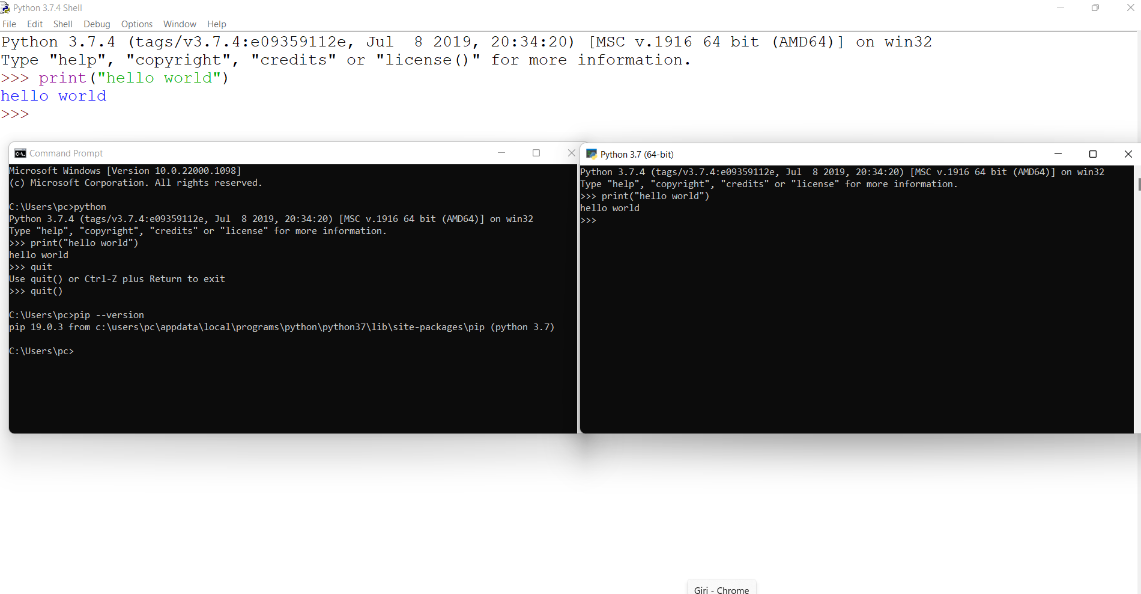 Python 3.7.4 Shell
File Edit Shell Debug Options Window Help
Python 3.7.4 (tags/v3.7.4:e09359112e, Jul  8 2019, 20:34:20) [MSC v.1916 64 bit (AMD64)] on win32
Type "help", "copyright", "credits" or "license()" for more information.
>>> print("hello world")
hello world
>>>
Command Prompt
Microsoft Windows [Version 10.0.22000.1098]
(c) Microsoft Corporation. All rights reserved.
C:\Users\pc>python
Python 3.7.4 (tags/v3.7.4:e09359112e, Jul  8 2019, 20:34:20) [MSC v.1916 64 bit (AMD64)] on win32
Type "help", "copyright", "credits" or "license" for more information.
>>> print("hello world")
hello world
>>> quit
Use quit() or Ctrl-Z plus Return to exit
>>> quit()
C:\Users\pc>pip --version
pip 19.0.3 from c:\users\pc\appdata\local\programs\python\python37\lib\site-packages\pip (python 3.7)
C:\Users\pc>
Python 3.7 (64-bit)
Python 3.7.4 (tags/v3.7.4:e09359112e, Jul  8 2019, 20:34:20) [MSC v.1916 64 bit (AMD64)] on win32
Type "help", "copyright", "credits" or "license" for more information.
>>> print("hello world")
hello world
>>>
Giri - Chrome